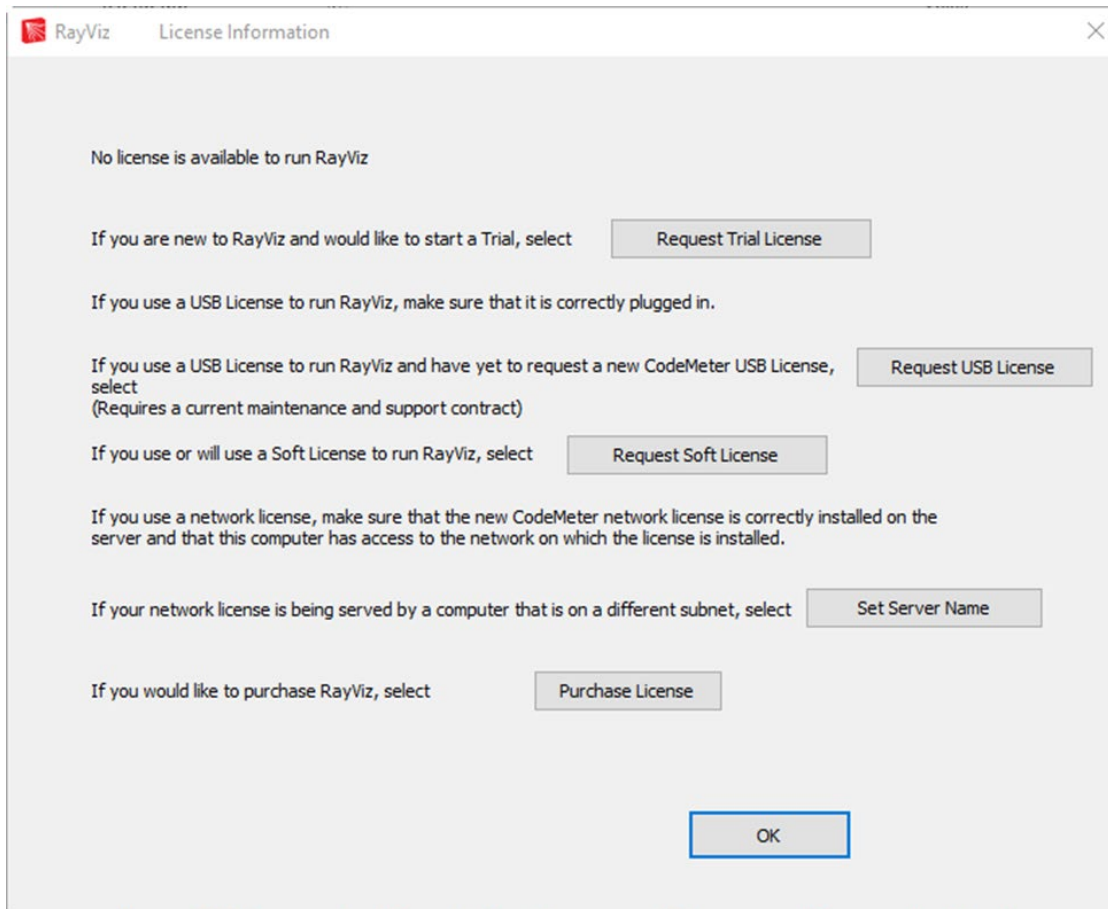 RayViz License Information
No license is available to run RayViz
If you are new to RayViz and would like to start a Trial, select Request Trial License
If you use a USB License to run RayViz, make sure that it is correctly plugged in.
If you use a USB License to run RayViz and have yet to request a new CodeMeter USB License,
select
(Requires a current maintenance and support contract)
Request USB License
If you use or will use a Soft License to run RayViz, select Request Soft License
If you use a network license, make sure that the new CodeMeter network license is correctly installed on the
server and that this computer has access to the network on which the license is installed.
If your network license is being served by a computer that is on a different subnet, select Set Server Name
If you would like to purchase RayViz, select Purchase License
OK